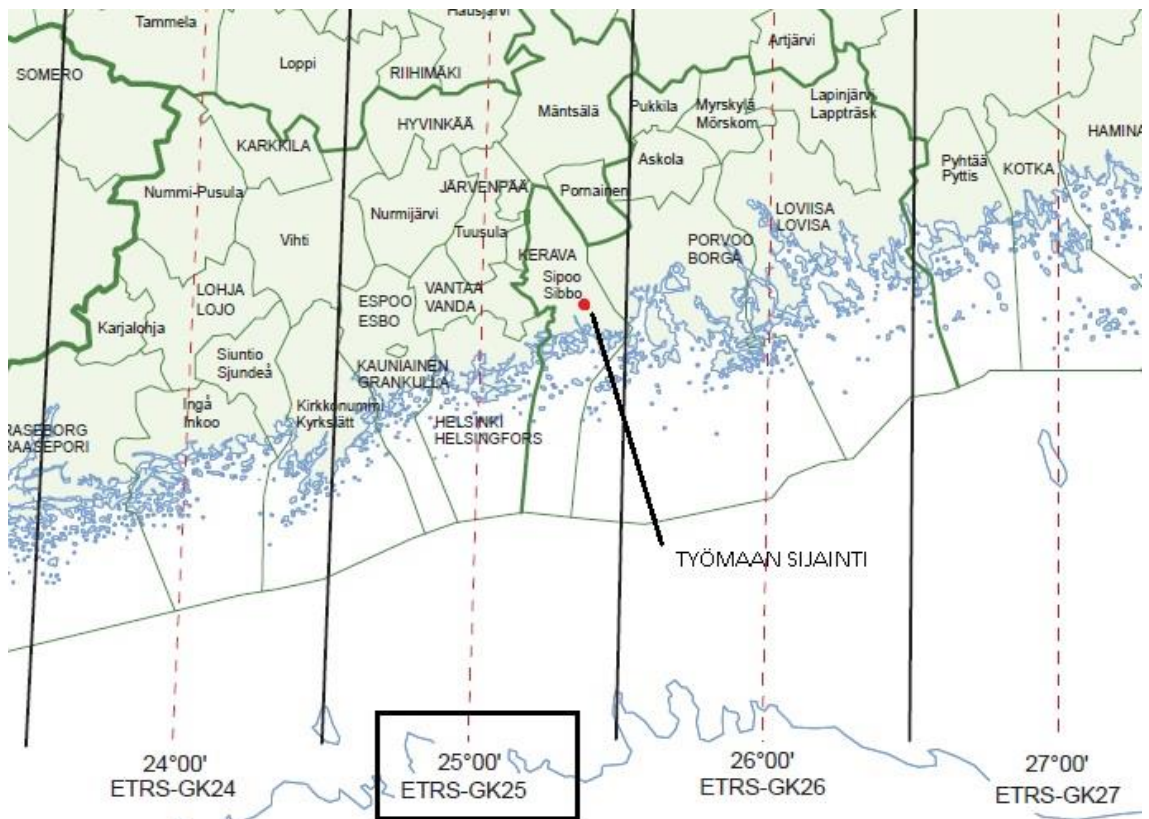 Tammela
Hausjärvi
Artjärvi
SOMERO
Loppi
RIIHIMÄKI
Mäntsälä
Pukkila
Myrskylä
Mörskom
Lapinjärvi
Lappträsk
HYVINKÄÄ
HAMINA
KARKKILA
Askola
Pyhtää
Pyttis
KOTKA
Nummi-Pusula
JÄRVENPÄÄ
Pornainen
Nurmijärvi
LOVIISA
LOVISA
Tuusula
Vihti
PORVOO
BORGÅ
KERAVA
Sipoo
Sibbo
LOHJA
LOJO
ESPOO
ESBO
VANTAA
VANDA
Karjalohja
Siuntio
Sjundeå
KAUNIAINEN
GRANKULLA
Ingå
Inkoo
Kirkkonummi
Kyrkslätt
HELSINKI
HELSINGFORS
RASEBORG
RAASEPORI
TYÖMAAN SIJAINTI
24°00'
ETRS-GK24
25°00'
ETRS-GK25
26°00'
ETRS-GK26
27°00'
ETRS-GK27